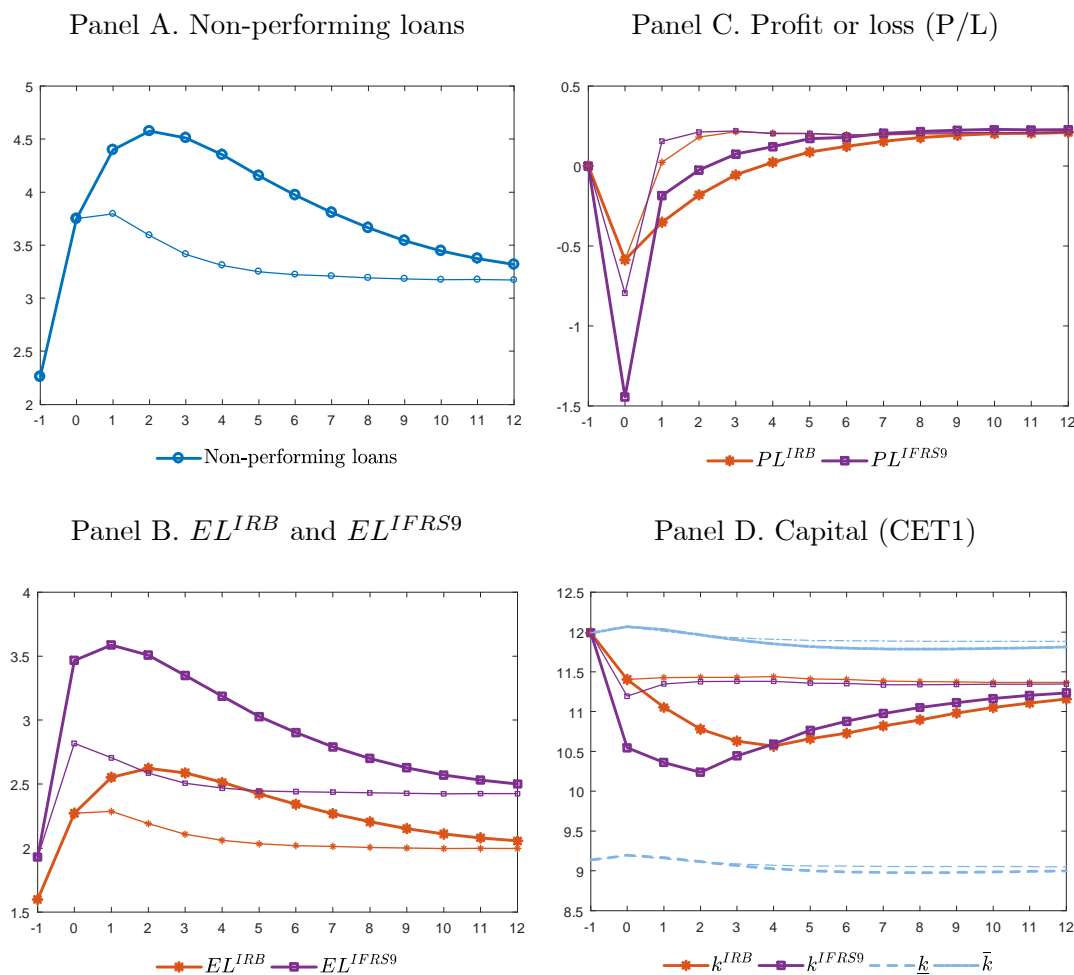 Panel A. Non-performing loans
5
4.5
4
3.5
3
2.5
2
-1 0 1 2 3 4 5 6 7 8 9 10 11 12
Non-performing loans
Panel C. Profit or loss (P/L)
0.5
0
-0.5
-1
-1.5
-1 0 1 2 3 4 5 6 7 8 9 10 11 12
PL^{IRB} PL^{IFRS9}
Panel B. EL^{IRB} and EL^{IFRS9}
4
3.5
3
2.5
2
1.5
-1 0 1 2 3 4 5 6 7 8 9 10 11 12
EL^{IRB} EL^{IFRS9}
Panel D. Capital (CET1)
12.5
12
11.5
11
10.5
10
9.5
9
8.5
-1 0 1 2 3 4 5 6 7 8 9 10 11 12
k^{IRB} k^{IFRS9} k̲ k̄